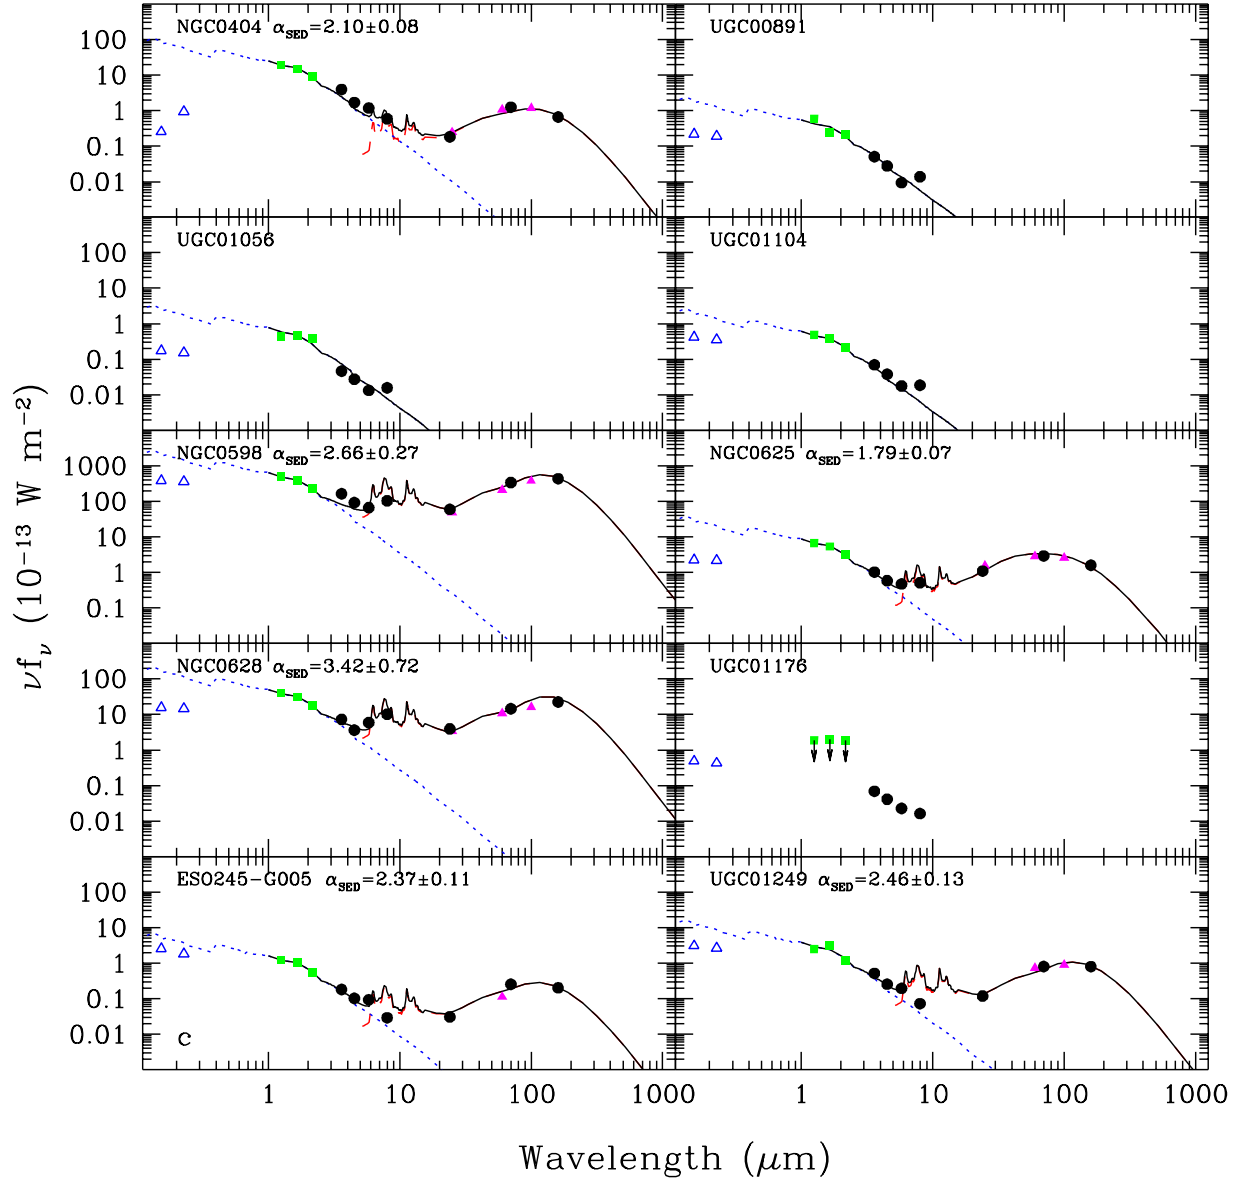 NGC0404 α_SED=2.10±0.08
UGC00891
100
10
1
0.1
0.01
UGC01056
UGC01104
100
10
1
0.1
0.01
NGC0598 α_SED=2.66±0.27
NGC0625 α_SED=1.79±0.07
1000
100
10
1
0.1
NGC0628 α_SED=3.42±0.72
UGC01176
100
10
1
0.1
0.01
ESO245-G005 α_SED=2.37±0.11
UGC01249 α_SED=2.46±0.13
100
10
1
0.1
0.01
c
νf_ν (10⁻¹³ W m⁻²)
1 10 100 1000
1 10 100 1000
Wavelength (μm)